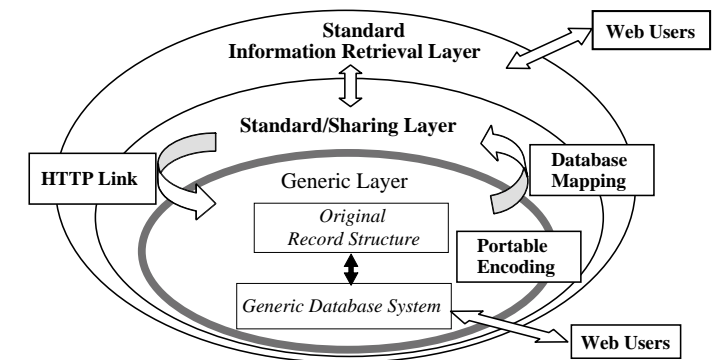 Standard
Information Retrieval Layer
Web Users
Standard/Sharing Layer
HTTP Link
Database
Mapping
Generic Layer
Original
Record Structure
Portable
Encoding
Generic Database System
Web Users